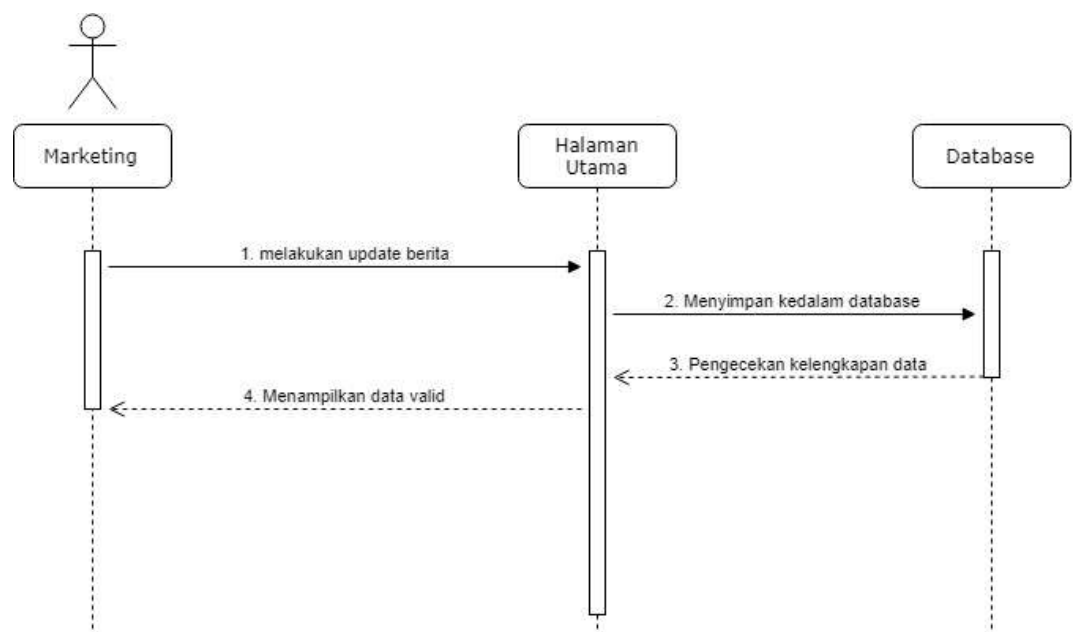 Marketing
Halaman
Utama
Database
1. melakukan update berita
2. Menyimpan kedalam database
3. Pengecekan kelengkapan data
4. Menampilkan data valid